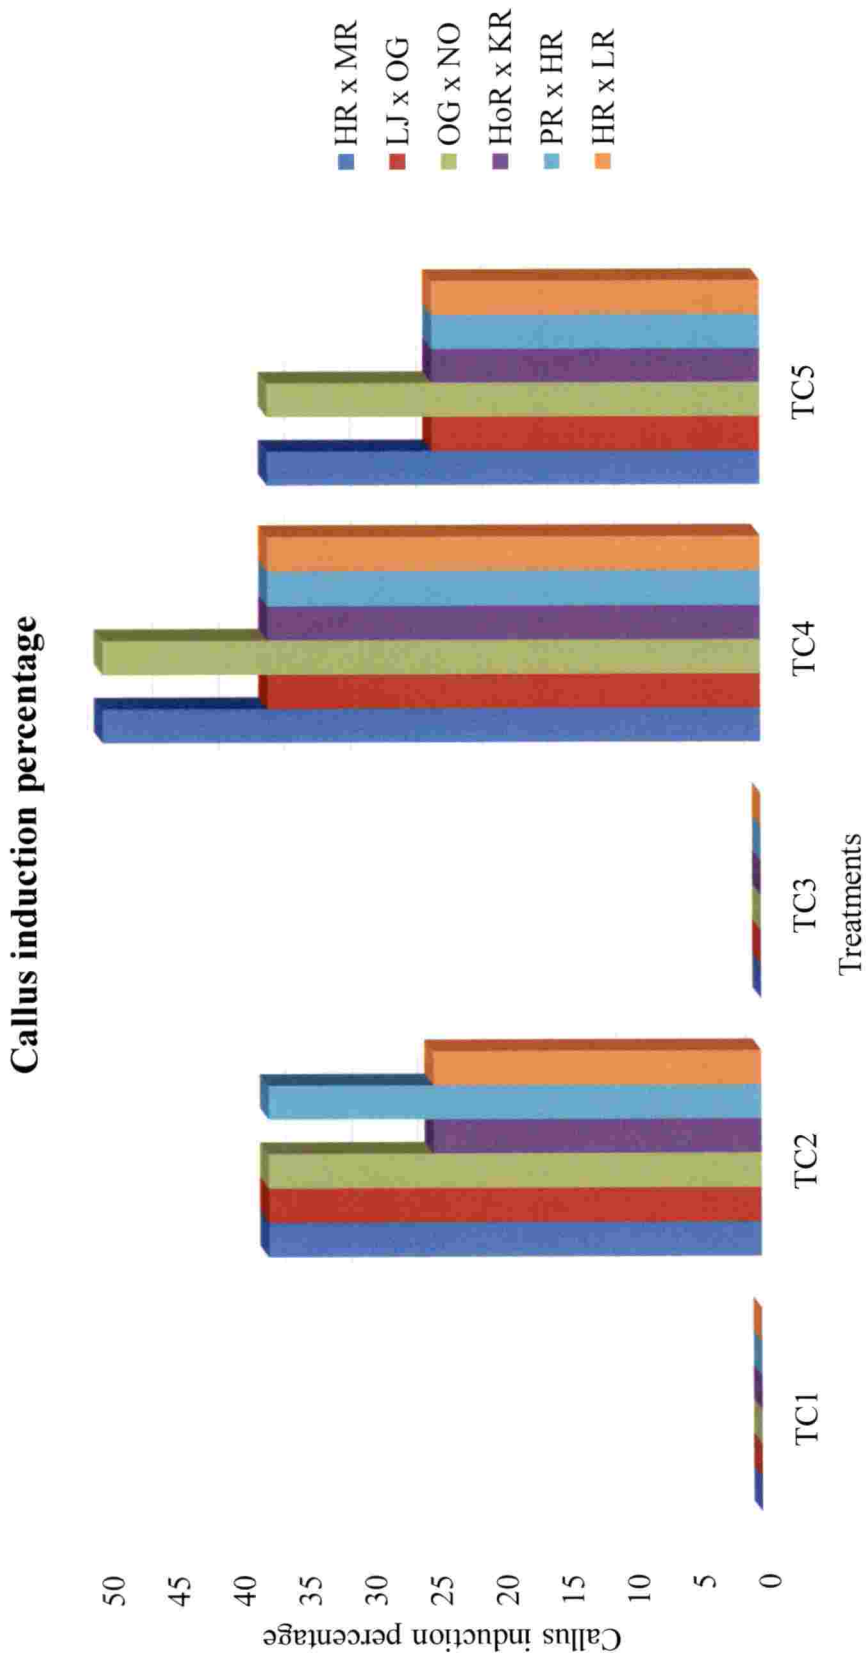 Callus induction percentage
Callus induction percentage
50
45
40
35
30
25
20
15
10
5
0
TC1
TC2
TC3
TC4
TC5
Treatments
HR x MR
LJ x OG
OG x NO
HoR x KR
PR x HR
HR x LR